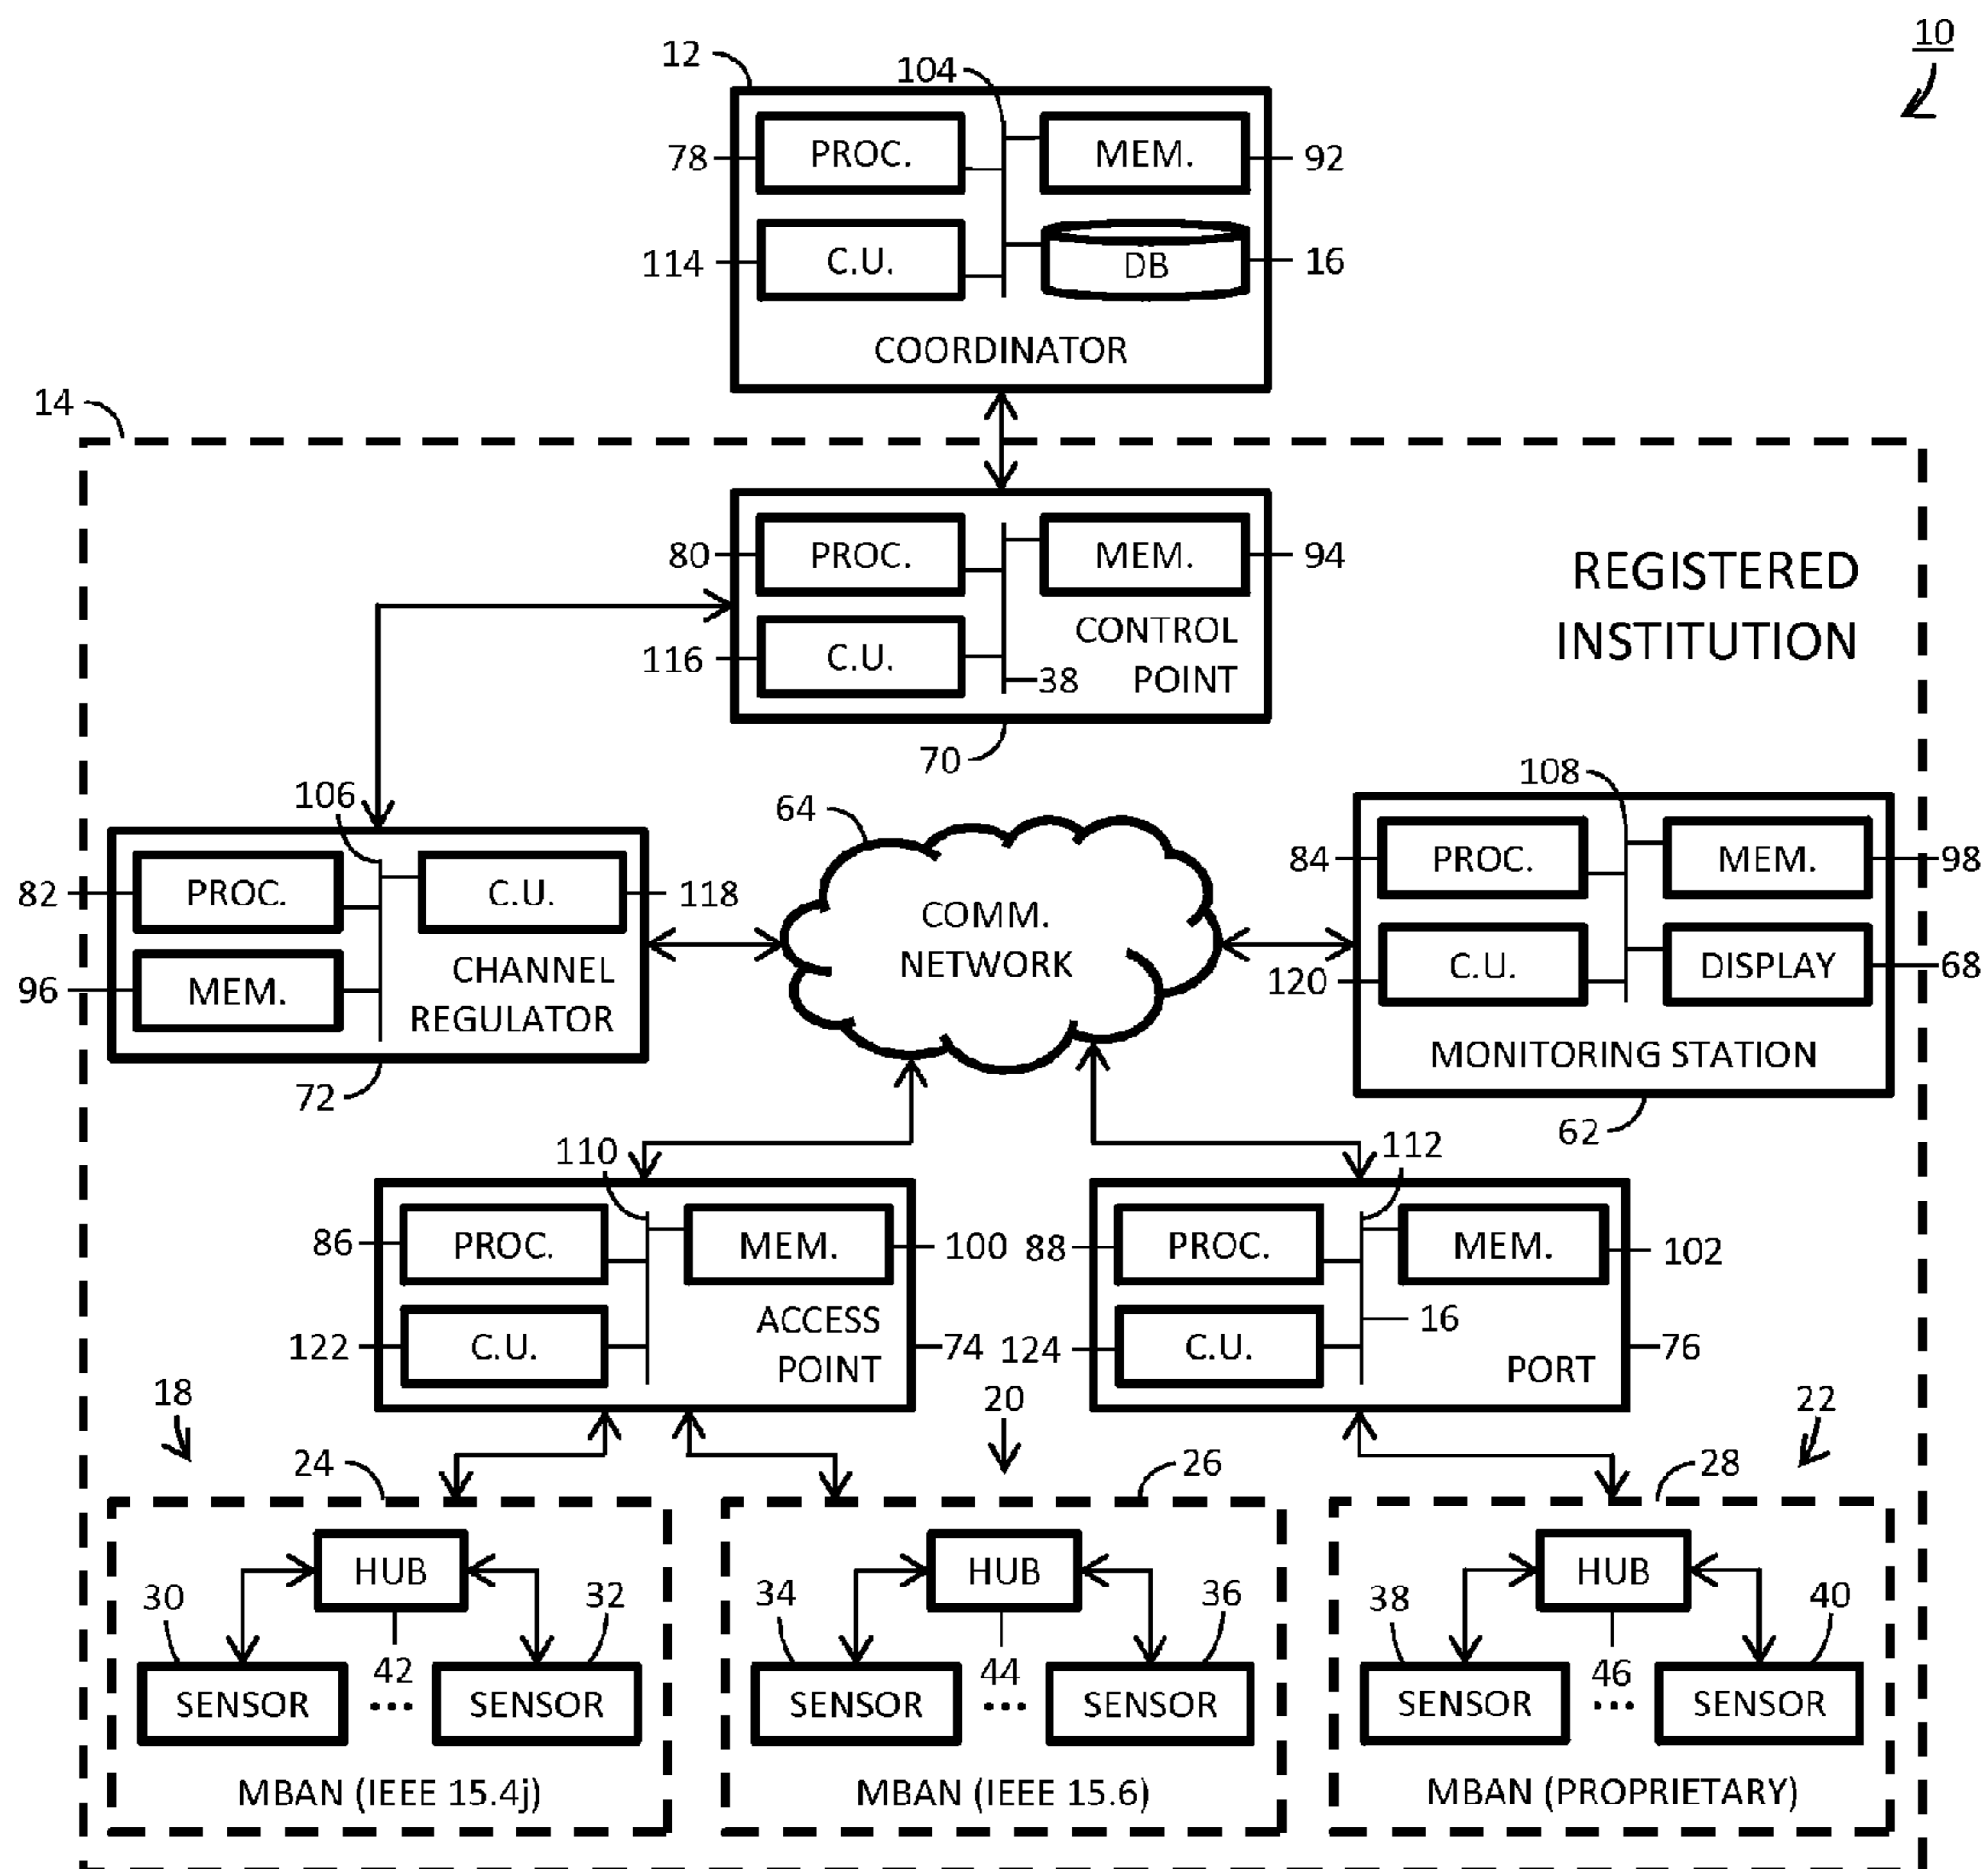 10
12
104
78
PROC.
MEM.
92
114
C.U.
DB
16
COORDINATOR
14
80
PROC.
MEM.
94
REGISTERED
INSTITUTION
116
C.U.
CONTROL
POINT
38
70
106
64
108
82
PROC.
C.U.
118
COMM.
NETWORK
84
PROC.
MEM.
98
96
MEM.
CHANNEL
REGULATOR
120
C.U.
DISPLAY
68
MONITORING STATION
72
62
110
112
86
PROC.
MEM.
100
88
PROC.
MEM.
102
122
C.U.
ACCESS
POINT
74
124
C.U.
16
PORT
76
18
20
22
24
26
28
HUB
HUB
HUB
30
32
34
36
38
40
42
44
46
SENSOR
...
SENSOR
SENSOR
...
SENSOR
SENSOR
...
SENSOR
MBAN (IEEE 15.4j)
MBAN (IEEE 15.6)
MBAN (PROPRIETARY)